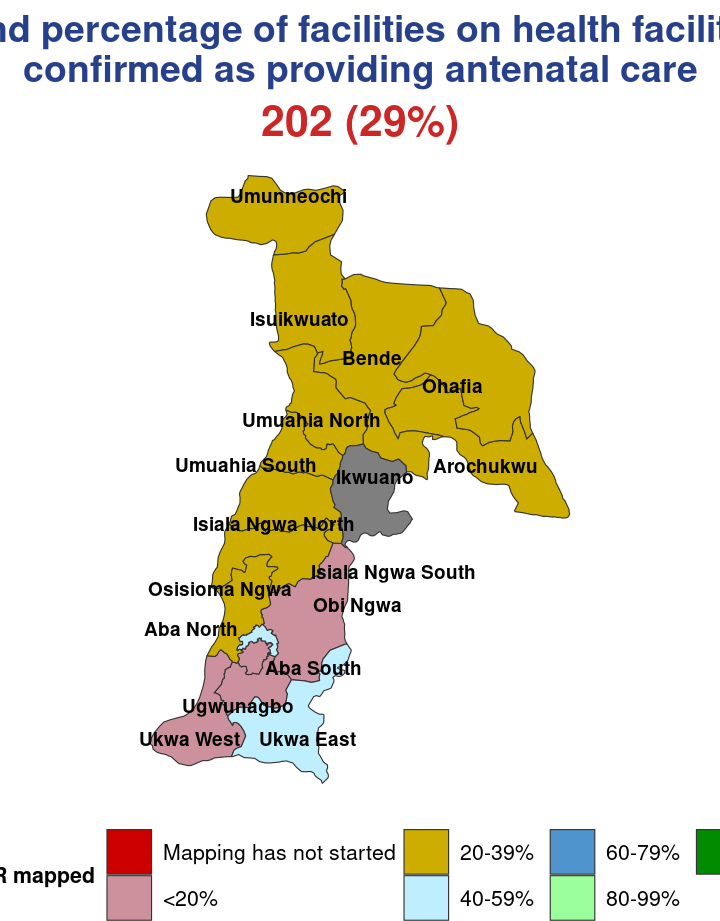 percentage of facilities on health
confirmed as providing antenatal care
202 (29%)
Umunneochi
Isuikwuato
Bende
Ohafia
Umuahia North
Umuahia South
Arochukwu
Ikwuano
Isiala Ngwa North
Isiala Ngwa South
Osisioma Ngwa
Obi Ngwa
Aba North
Aba South
Ugwunagbo
Ukwa West
Ukwa East
mapped
Mapping has not started
20-39%
60-79%
<20%
40-59%
80-99%